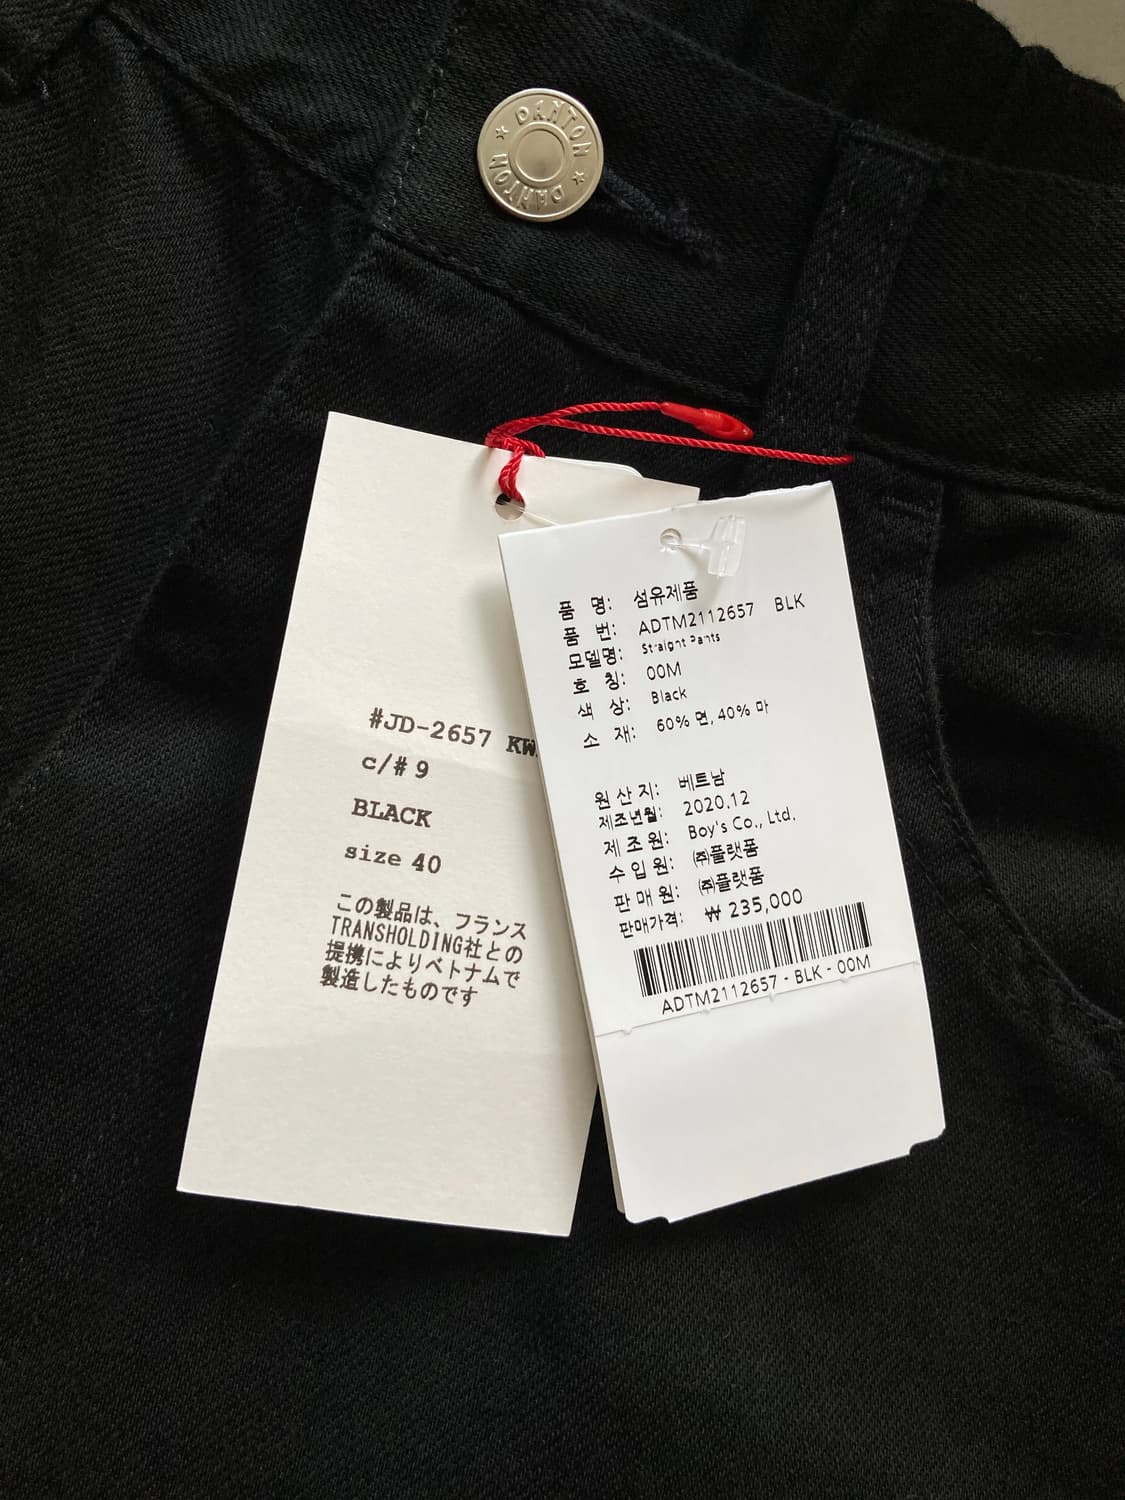 DANTON
DANTON
#JD-2657 KW
c/# 9
BLACK
size 40
この製品は、フランス
TRANSHOLDING社との
提携によりベトナムで
製造したものです
품 명: 섬유제품
품 번: ADTM2112657 BLK
모델명: Straight Pants
호 칭: 00M
색 상: Black
소 재: 60% 면, 40% 마
원 산 지: 베트남
제조년월: 2020.12
제 조 원: Boy's Co., Ltd.
수 입 원: ㈜플랫폼
판 매 원: ㈜플랫폼
판매가격: ₩ 235,000
ADTM2112657 - BLK - 00M